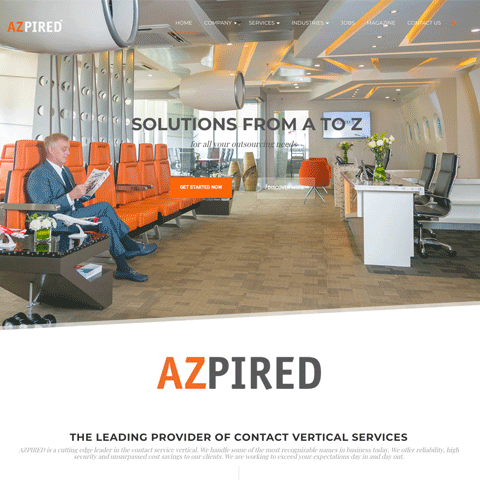 AZPIRED
HOME COMPANY SERVICES INDUSTRIES JOBS MAGAZINE CONTACT US
SOLUTIONS FROM A TO Z
for all your outsourcing needs
GET STARTED NOW
AZPIRED
THE LEADING PROVIDER OF CONTACT VERTICAL SERVICES
AZPIRED is a cutting edge leader in the contact service vertical. We handle some of the most recognizable names in business today. We offer reliability, high
security and unsurpassed cost savings to our clients. We are working to exceed your expectations day in and day out.